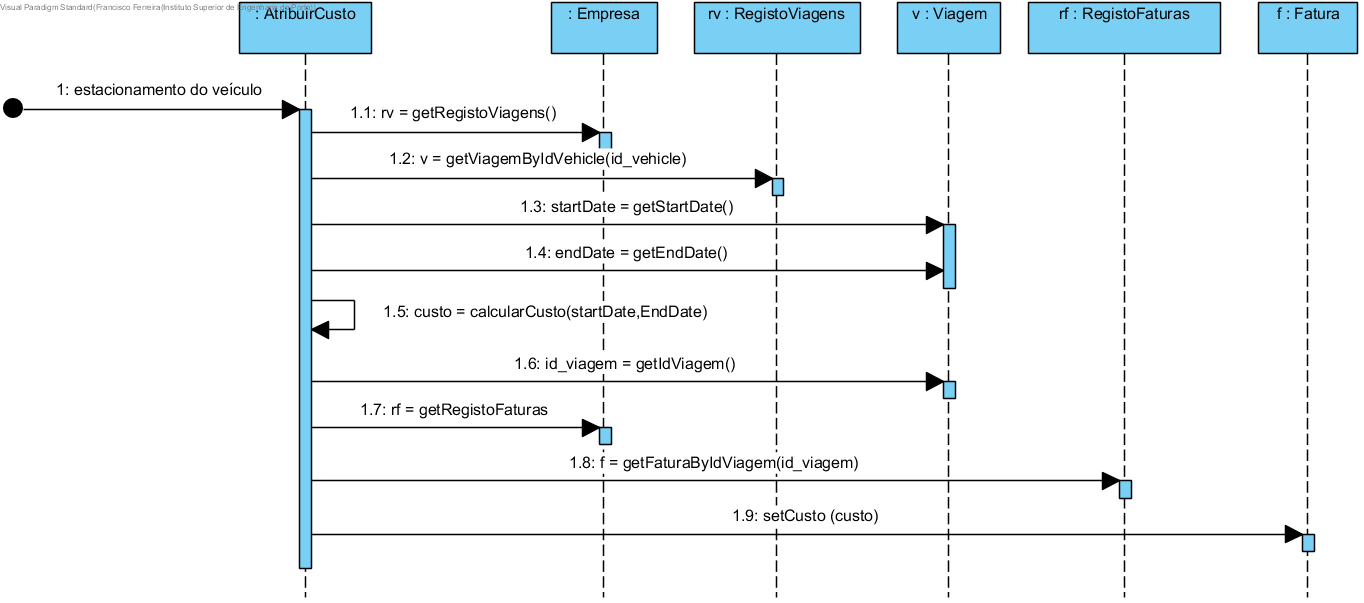 Visual Paradigm Standard(Francisco Ferreira(Instituto Superior de Engenharia do Porto))
: AtribuirCusto
: Empresa
rv : RegistoViagens
v : Viagem
rf : RegistoFaturas
f : Fatura
1: estacionamento do veículo
1.1: rv = getRegistoViagens()
1.2: v = getViagemByIdVehicle(id_vehicle)
1.3: startDate = getStartDate()
1.4: endDate = getEndDate()
1.5: custo = calcularCusto(startDate,EndDate)
1.6: id_viagem = getIdViagem()
1.7: rf = getRegistoFaturas
1.8: f = getFaturaByIdViagem(id_viagem)
1.9: setCusto (custo)